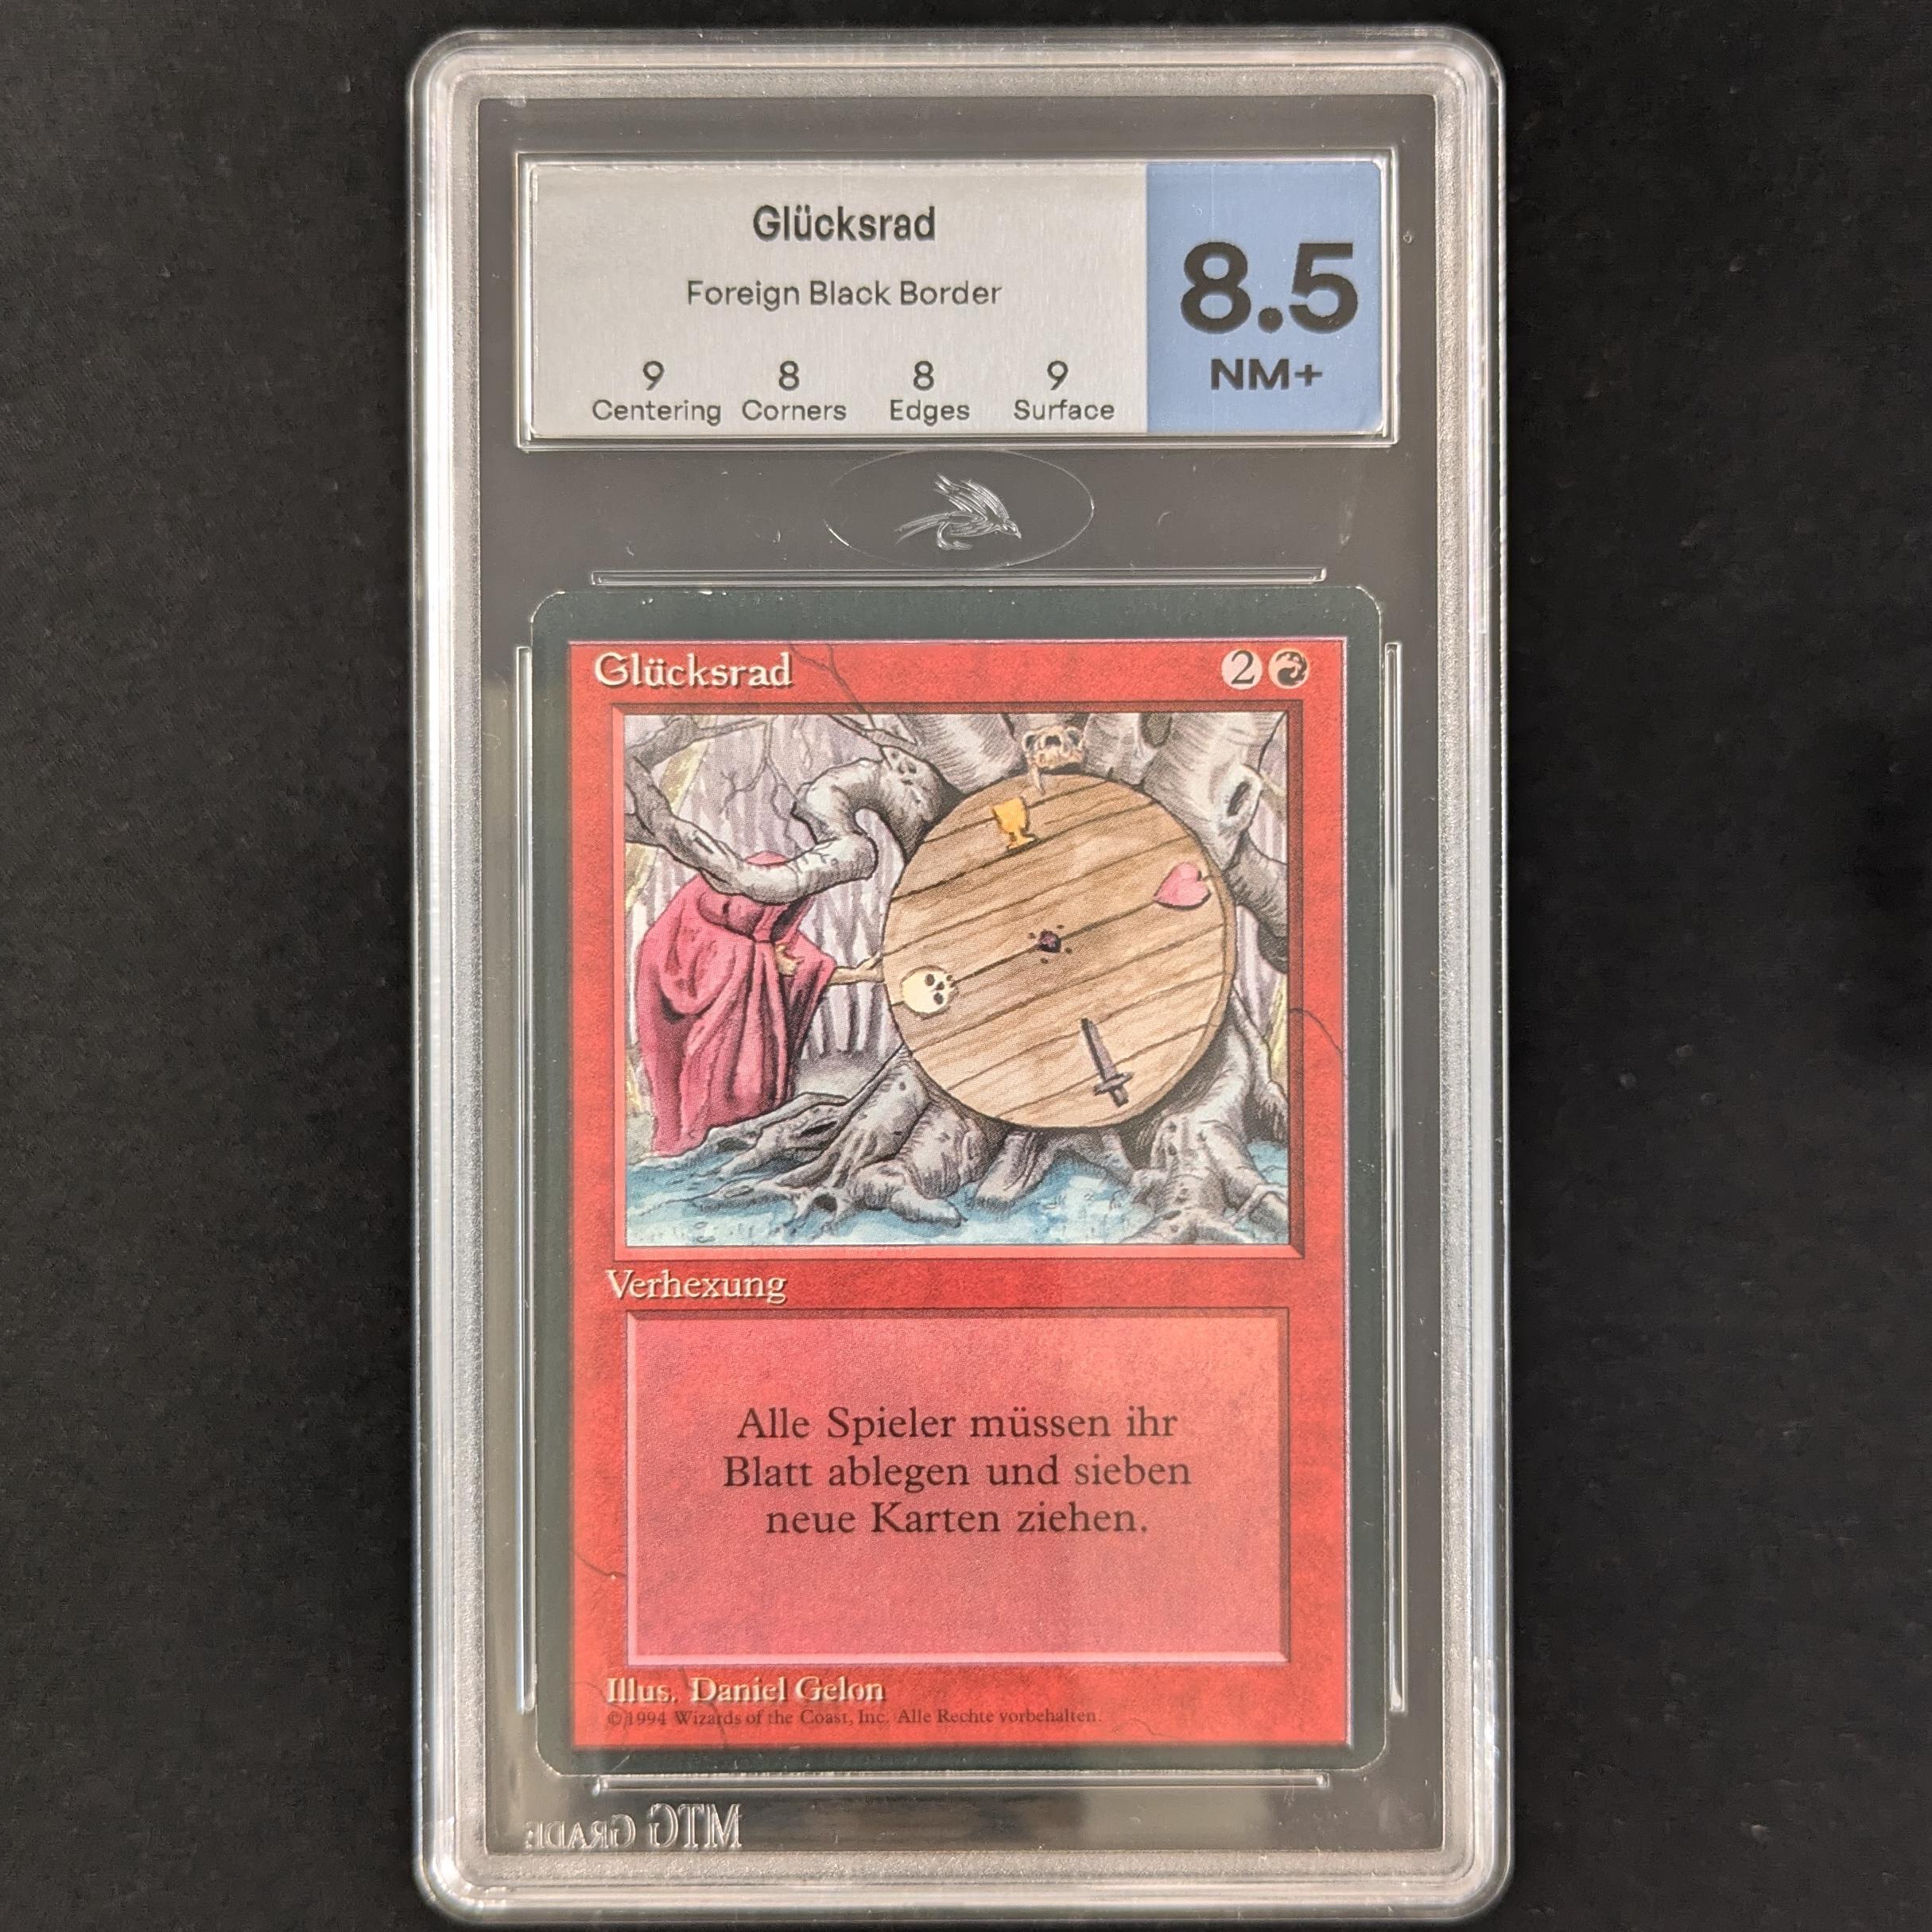 Glücksrad
Foreign Black Border
9 8 8 9
Centering Corners Edges Surface
8.5
NM+
Glücksrad 2
Verhexung
Alle Spieler müssen ihr
Blatt ablegen und sieben
neue Karten ziehen.
Illus. Daniel Gelon
© 1994 Wizards of the Coast, Inc. Alle Rechte vorbehalten.
MTG GRADE